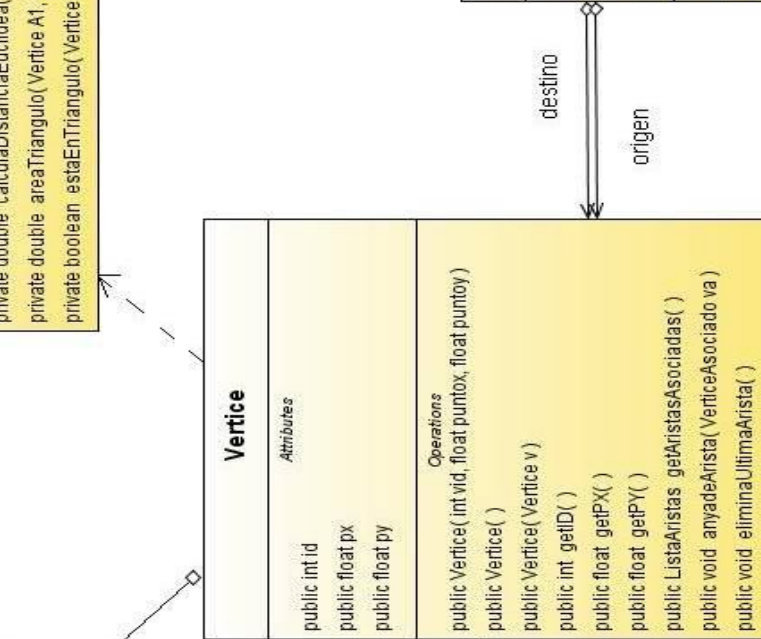 private double calculaDistanciaEuclidea(
private double areaTriangulo( Vertice A1,
private boolean estaEnTriangulo( Vertice
destino
origen
Vertice
Attributes
public int id
public float px
public float py
Operations
public Vertice( int vid, float puntox, float puntoy )
public Vertice( )
public Vertice( Vertice v )
public int getID( )
public float getPX( )
public float getPY( )
public ListaAristas getAristasAsociadas( )
public void anyadeArista( VerticeAsociado va )
public void eliminaUltimaArista( )